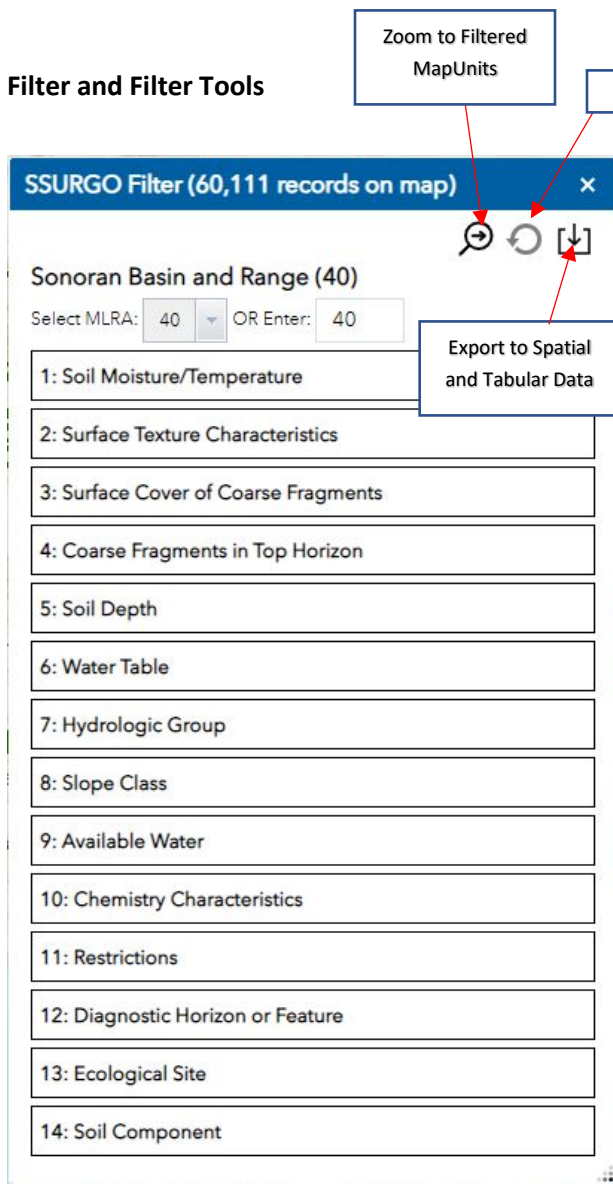 Zoom to Filtered
MapUnits
Filter and Filter Tools
SSURGO Filter (60,111 records on map) ×
Sonoran Basin and Range (40)
Select MLRA: 40 OR Enter: 40
Export to Spatial
and Tabular Data
1: Soil Moisture/Temperature
2: Surface Texture Characteristics
3: Surface Cover of Coarse Fragments
4: Coarse Fragments in Top Horizon
5: Soil Depth
6: Water Table
7: Hydrologic Group
8: Slope Class
9: Available Water
10: Chemistry Characteristics
11: Restrictions
12: Diagnostic Horizon or Feature
13: Ecological Site
14: Soil Component